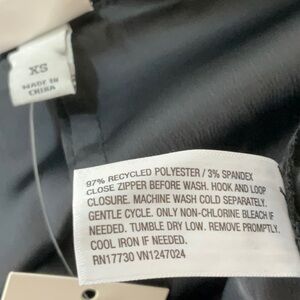 XS
MADE IN
CHINA
97% RECYCLED POLYESTER / 3% SPANDEX
CLOSE ZIPPER BEFORE WASH. HOOK AND LOOP
CLOSURE. MACHINE WASH COLD SEPARATELY.
GENTLE CYCLE. ONLY NON-CHLORINE BLEACH IF
NEEDED. TUMBLE DRY LOW. REMOVE PROMPTLY.
COOL IRON IF NEEDED.
RN17730 VN1247024